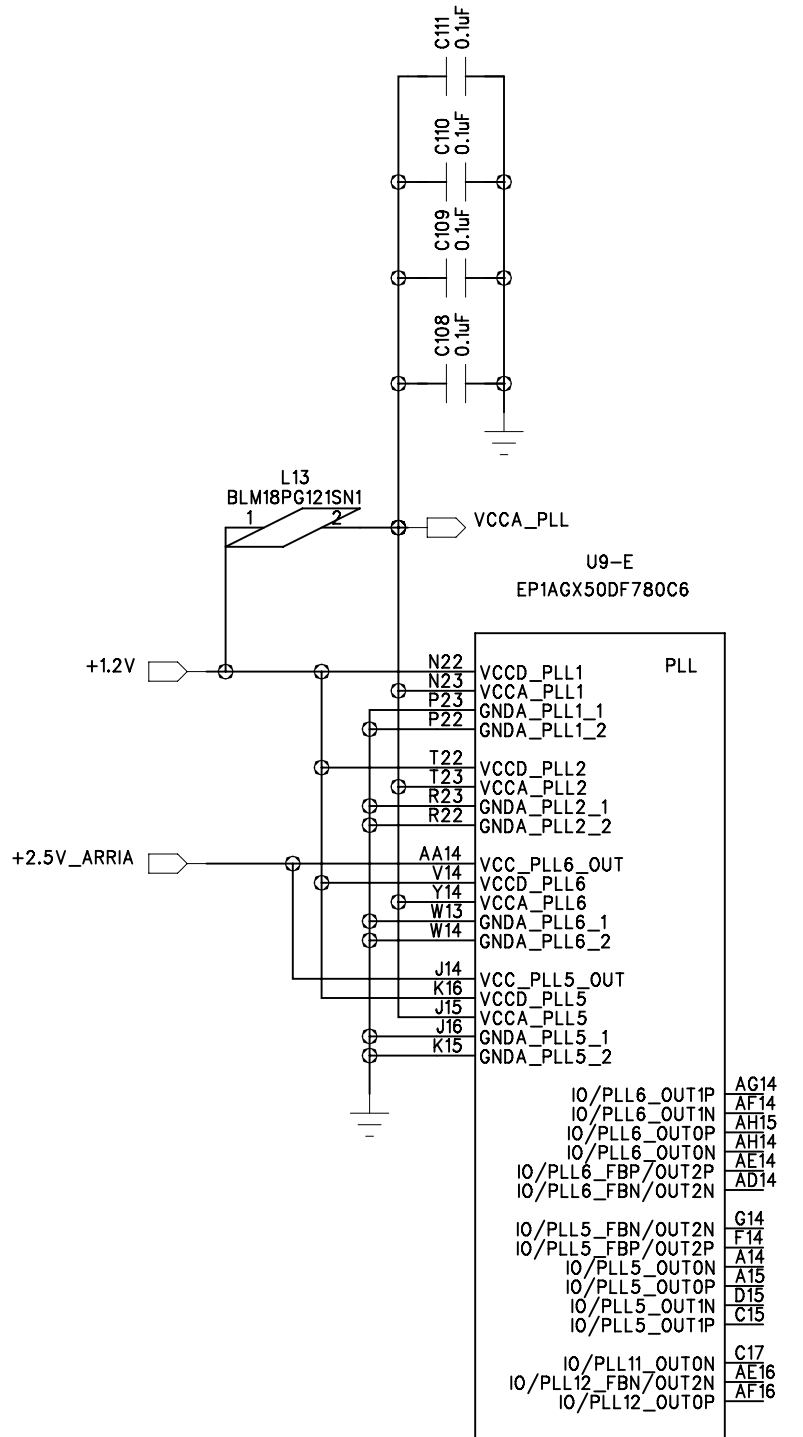 C111
0.1uF
C110
0.1uF
C109
0.1uF
C108
0.1uF
L13
BLM18PG121SN1
1
2
VCCA_PLL
U9-E
EP1AGX50DF780C6
PLL
+1.2V
N22 VCCD_PLL1
N23 VCCA_PLL1
P23 GNDA_PLL1_1
P22 GNDA_PLL1_2
T22 VCCD_PLL2
T23 VCCA_PLL2
R23 GNDA_PLL2_1
R22 GNDA_PLL2_2
+2.5V_ARRIA
AA14 VCC_PLL6_OUT
V14 VCCD_PLL6
Y14 VCCA_PLL6
W13 GNDA_PLL6_1
W14 GNDA_PLL6_2
J14 VCC_PLL5_OUT
K16 VCCD_PLL5
J15 VCCA_PLL5
J16 GNDA_PLL5_1
K15 GNDA_PLL5_2
IO/PLL6_OUT1P AG14
IO/PLL6_OUT1N AF14
IO/PLL6_OUT0P AH15
IO/PLL6_OUT0N AH14
IO/PLL6_FBP/OUT2P AE14
IO/PLL6_FBN/OUT2N AD14
IO/PLL5_FBN/OUT2N G14
IO/PLL5_FBP/OUT2P F14
IO/PLL5_OUT0N A14
IO/PLL5_OUT0P A15
IO/PLL5_OUT1N D15
IO/PLL5_OUT1P C15
IO/PLL11_OUT0N C17
IO/PLL12_FBN/OUT2N AE16
IO/PLL12_OUT0P AF16